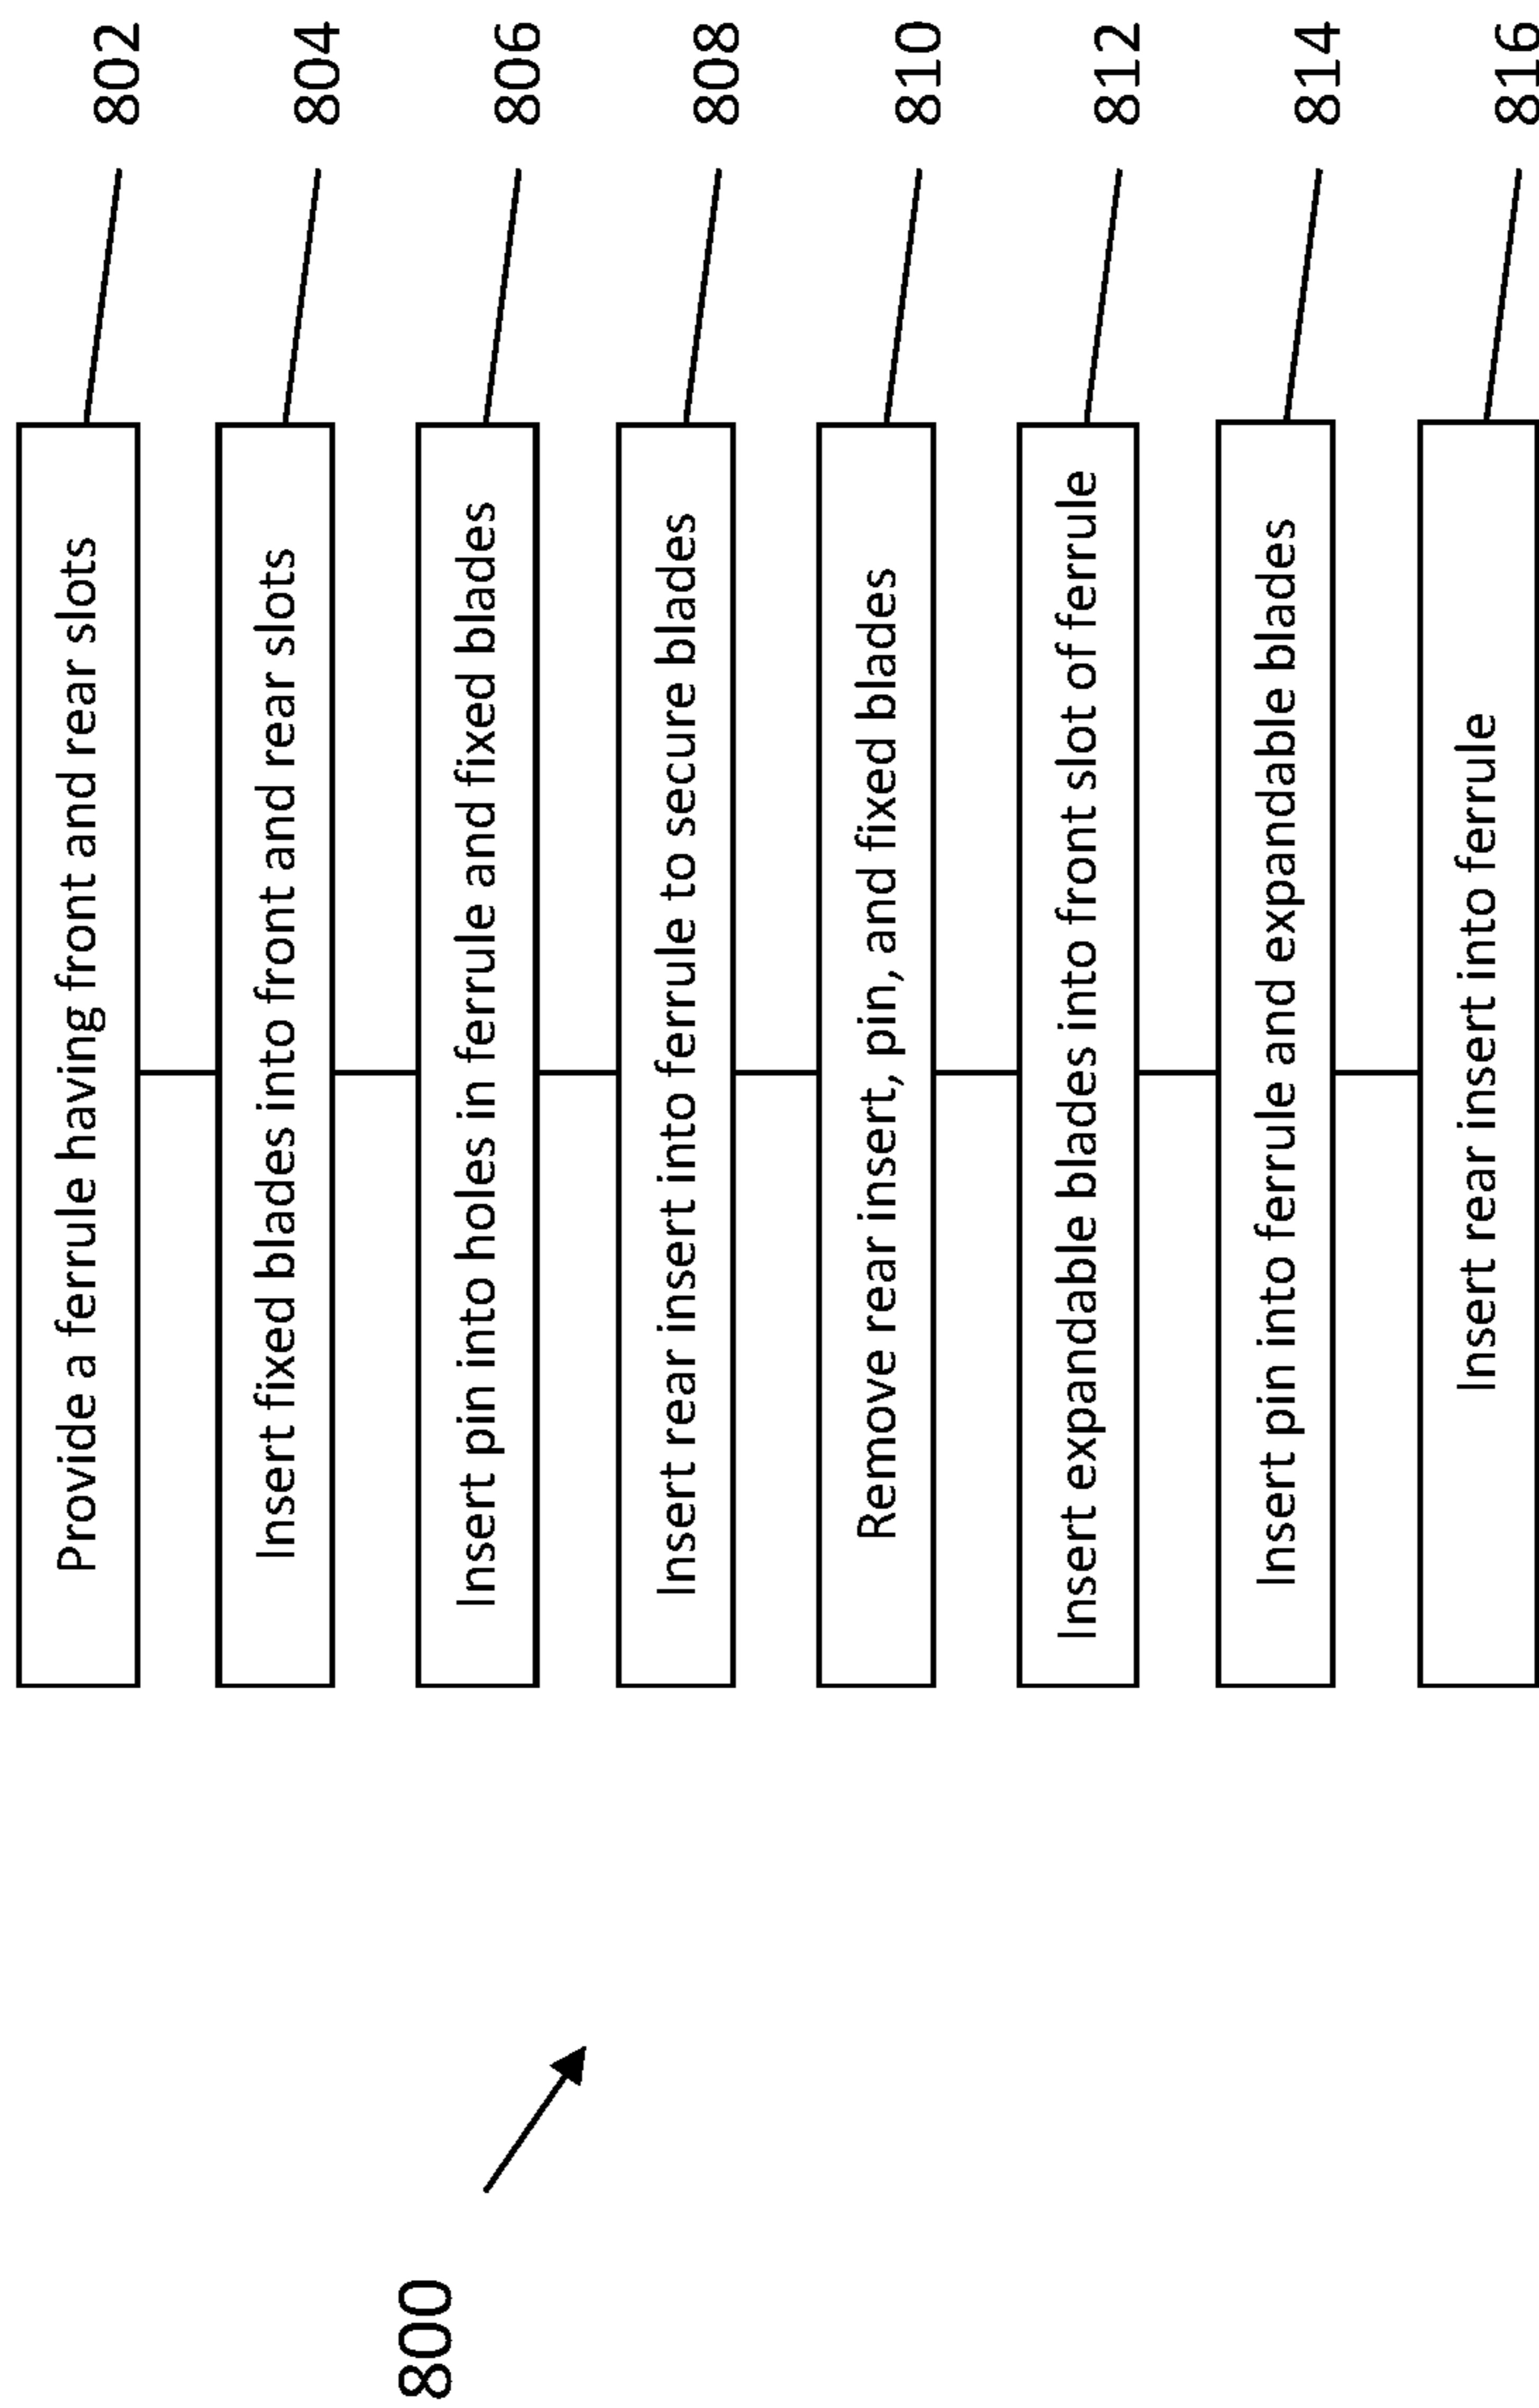 800
Provide a ferrule having front and rear slots
802
Insert fixed blades into front and rear slots
804
Insert pin into holes in ferrule and fixed blades
806
Insert rear insert into ferrule to secure blades
808
Remove rear insert, pin, and fixed blades
810
Insert expandable blades into front slot of ferrule
812
Insert pin into ferrule and expandable blades
814
Insert rear insert into ferrule
816